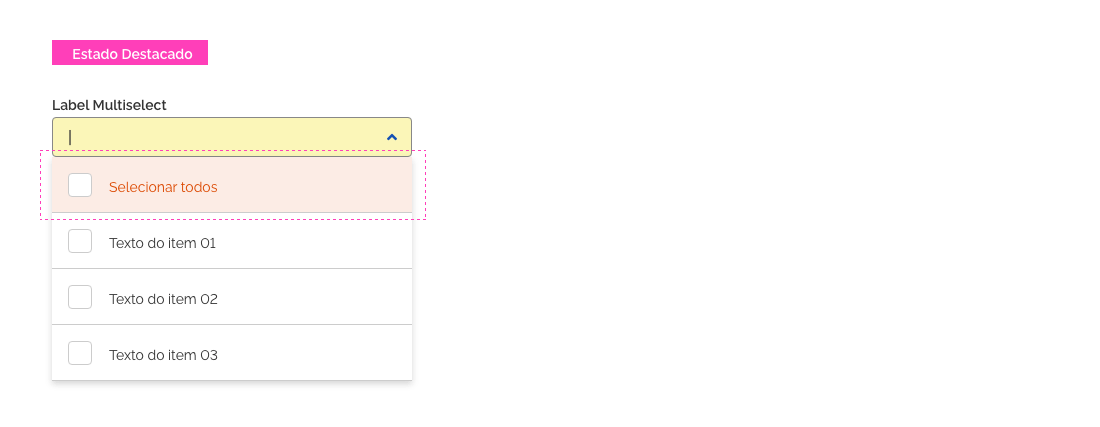 Estado Destacado
Label Multiselect
Selecionar todos
Texto do item 01
Texto do item 02
Texto do item 03